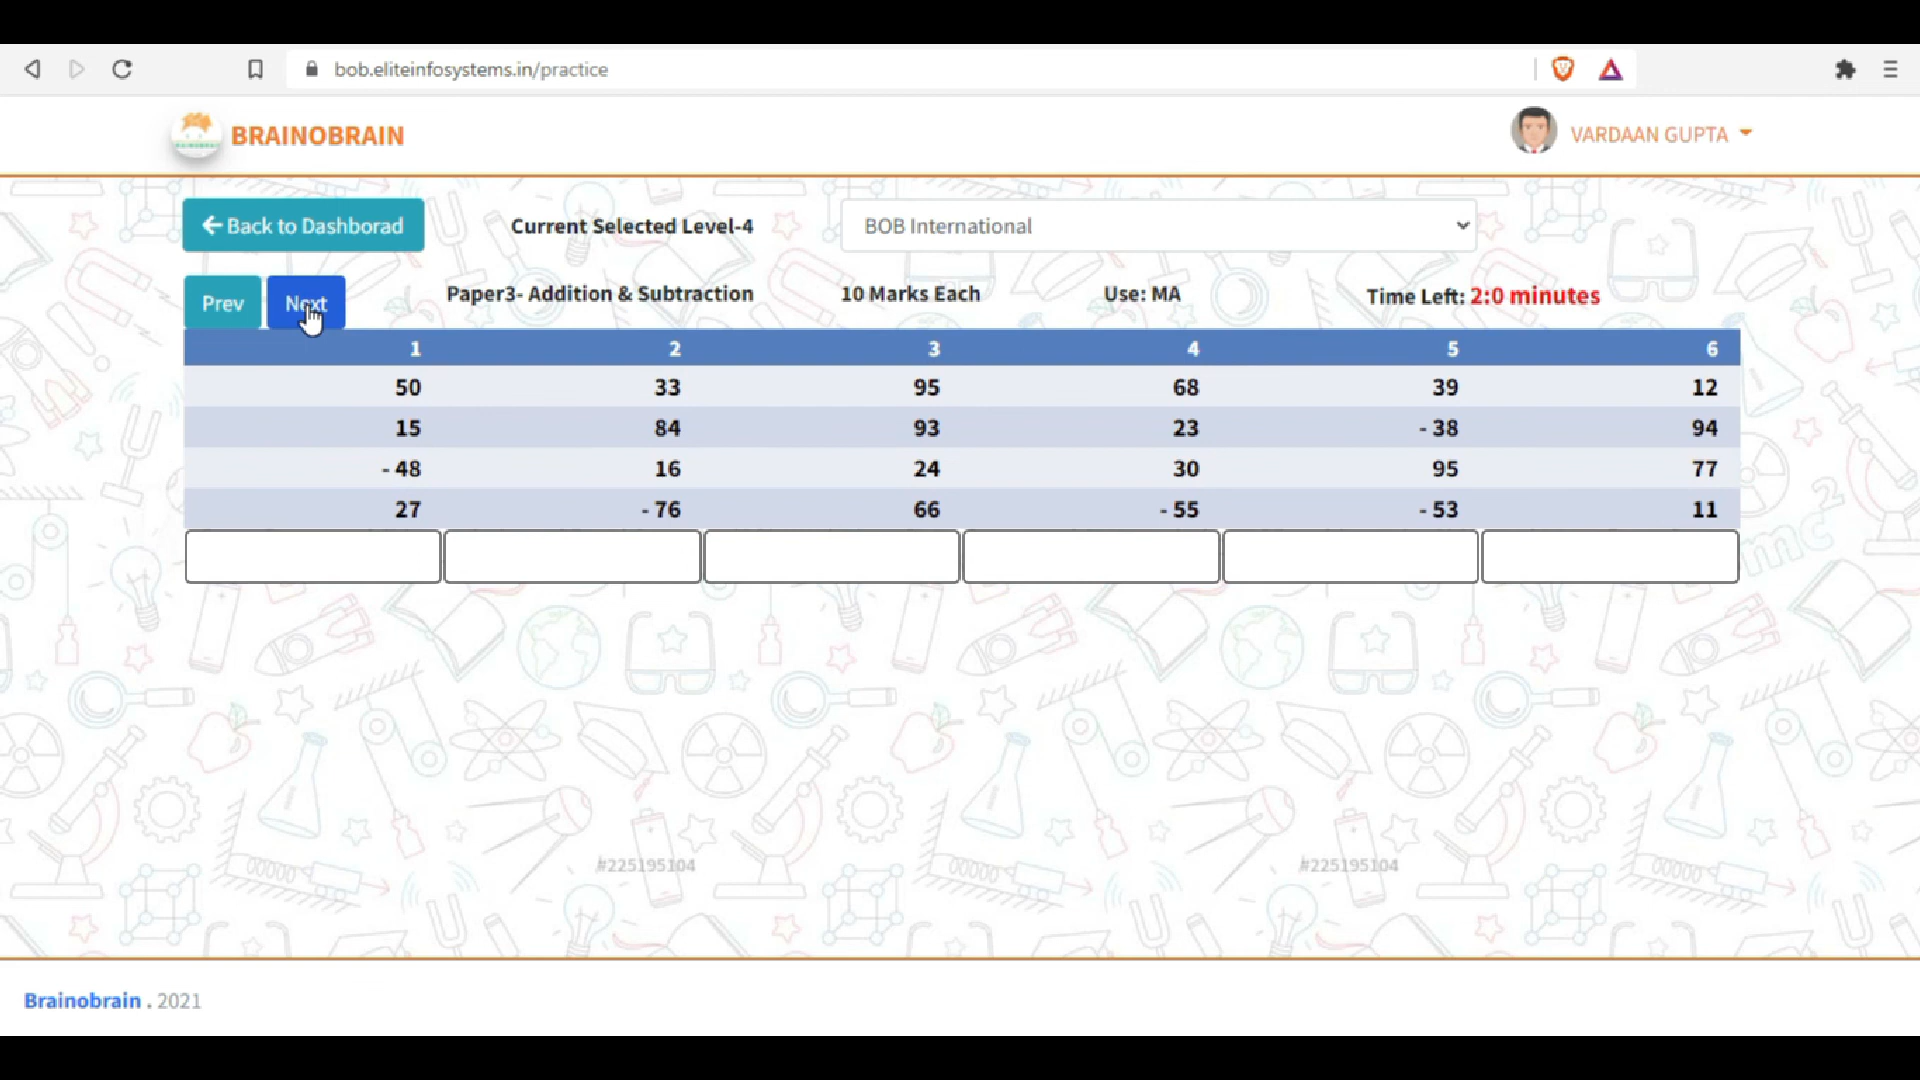 bob.eliteinfosystems.in/practice
BRAINOBRAIN
VARDAAN GUPTA
Back to Dashborad
Current Selected Level-4
BOB International
Prev
Next
Paper3- Addition & Subtraction
10 Marks Each
Use: MA
Time Left: 2:0 minutes
1 2 3 4 5 6
50 33 95 68 39 12
15 84 93 23 - 38 94
- 48 16 24 30 95 77
27 - 76 66 - 55 - 53 11
mc2
#225195104
#225195104
Brainobrain . 2021